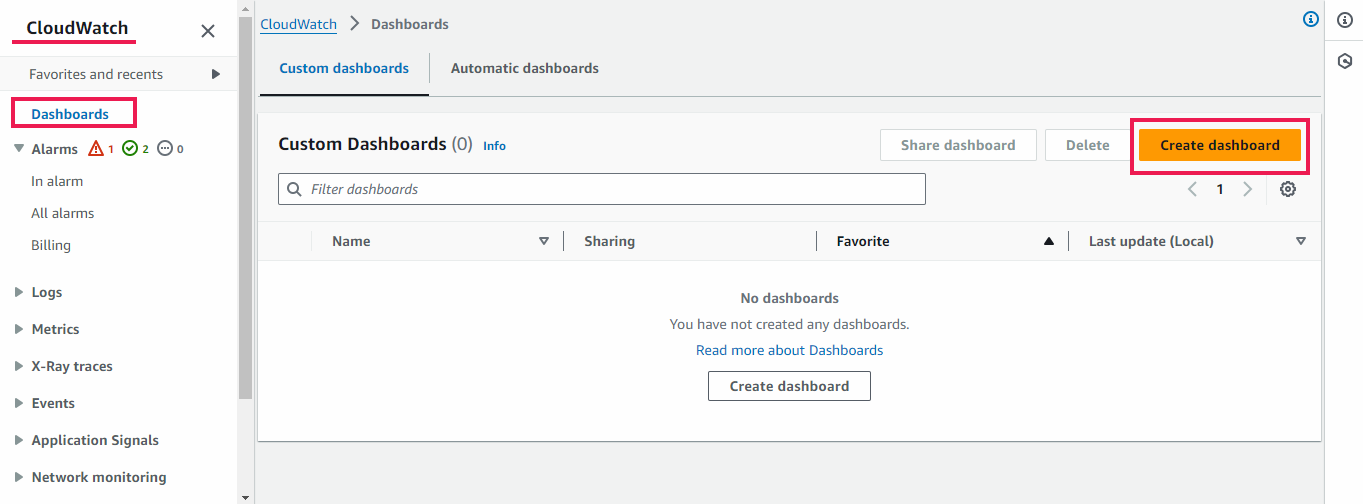 CloudWatch
Favorites and recents
Dashboards
Alarms 1 2 0
In alarm
All alarms
Billing
Logs
Metrics
X-Ray traces
Events
Application Signals
Network monitoring
CloudWatch > Dashboards
Custom dashboards Automatic dashboards
Custom Dashboards (0) Info Share dashboard Delete Create dashboard
Filter dashboards 1
Name Sharing Favorite Last update (Local)
No dashboards
You have not created any dashboards.
Read more about Dashboards
Create dashboard